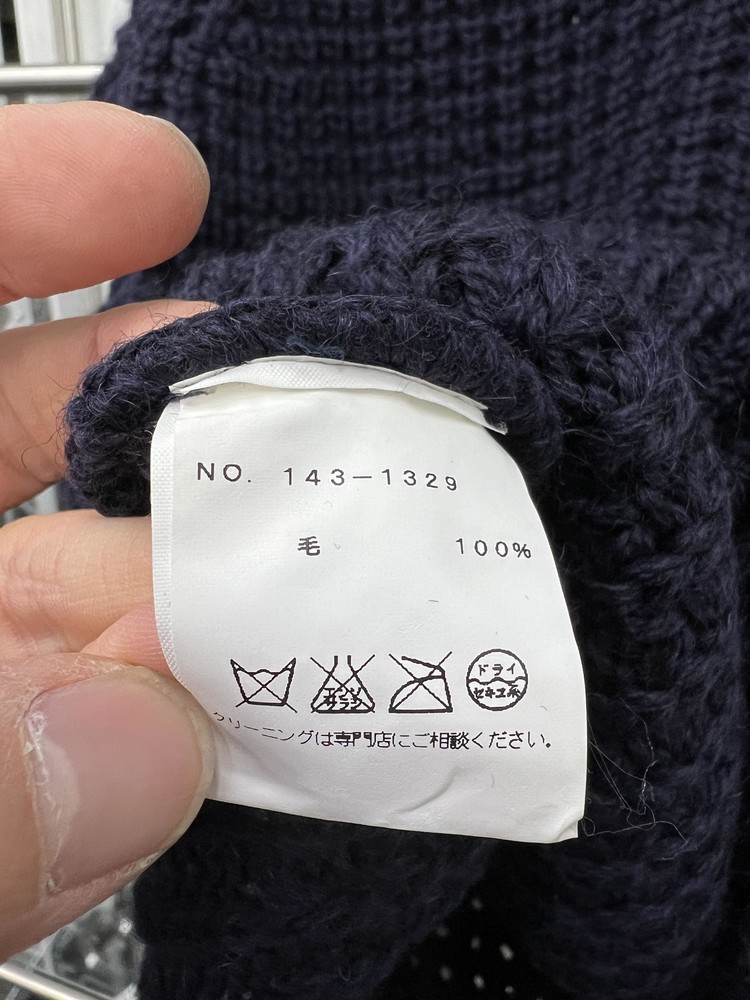 NO. 143-1329
毛 100%
エンソ
サラシ
ドライ
セキユ系
クリーニングは専門店にご相談ください。